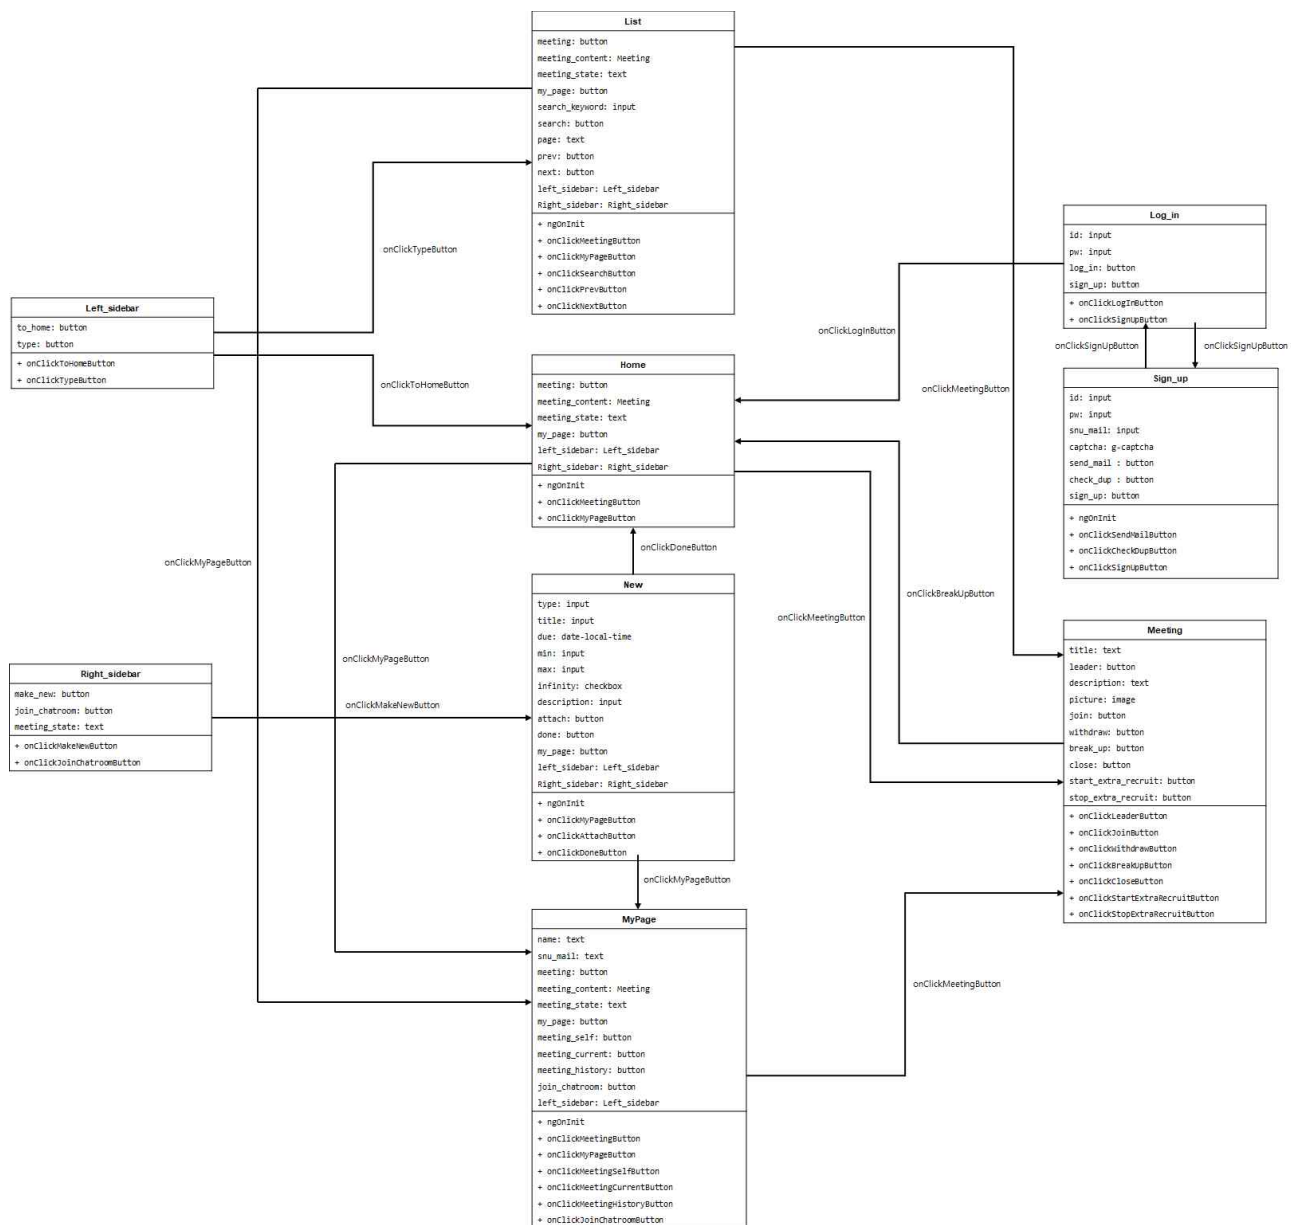 List
meeting: button
meeting_content: Meeting
meeting_state: text
my_page: button
search_keyword: input
search: button
page: text
prev: button
next: button
left_sidebar: Left_sidebar
Right_sidebar: Right_sidebar
+ ngOnInit
+ onClickMeetingButton
+ onClickMyPageButton
+ onClickSearchButton
+ onClickPrevButton
+ onClickNextButton
onClickTypeButton
Left_sidebar
to_home: button
type: button
+ onClickToHomeButton
+ onClickTypeButton
onClickToHomeButton
Log_in
id: input
pw: input
log_in: button
sign_up: button
+ onClickLogInButton
+ onClickSignUpButton
onClickLogInButton
onClickSignUpButton
onClickSignUpButton
Home
meeting: button
meeting_content: Meeting
meeting_state: text
my_page: button
left_sidebar: Left_sidebar
Right_sidebar: Right_sidebar
+ ngOnInit
+ onClickMeetingButton
+ onClickMyPageButton
onClickMeetingButton
Sign_up
id: input
pw: input
snu_mail: input
captcha: g-captcha
send_mail : button
check_dup : button
sign_up: button
+ ngOnInit
+ onClickSendMailButton
+ onClickCheckDupButton
+ onClickSignUpButton
onClickDoneButton
onClickMyPageButton
onClickBreakUpButton
onClickMeetingButton
New
type: input
title: input
due: date-local-time
min: input
max: input
infinity: checkbox
description: input
attach: button
done: button
my_page: button
left_sidebar: Left_sidebar
Right_sidebar: Right_sidebar
+ ngOnInit
+ onClickMyPageButton
+ onClickAttachButton
+ onClickDoneButton
onClickMyPageButton
onClickMakeNewButton
Right_sidebar
make_new: button
join_chatroom: button
meeting_state: text
+ onClickMakeNewButton
+ onClickJoinChatroomButton
Meeting
title: text
leader: button
description: text
picture: image
join: button
withdraw: button
break_up: button
close: button
start_extra_recruit: button
stop_extra_recruit: button
+ onClickLeaderButton
+ onClickJoinButton
+ onClickWithdrawButton
+ onClickBreakUpButton
+ onClickCloseButton
+ onClickStartExtraRecruitButton
+ onClickStopExtraRecruitButton
onClickMyPageButton
MyPage
name: text
snu_mail: text
meeting: button
meeting_content: Meeting
meeting_state: text
my_page: button
meeting_self: button
meeting_current: button
meeting_history: button
join_chatroom: button
left_sidebar: Left_sidebar
+ ngOnInit
+ onClickMeetingButton
+ onClickMyPageButton
+ onClickMeetingSelfButton
+ onClickMeetingCurrentButton
+ onClickMeetingHistoryButton
+ onClickJoinChatroomButton
onClickMeetingButton